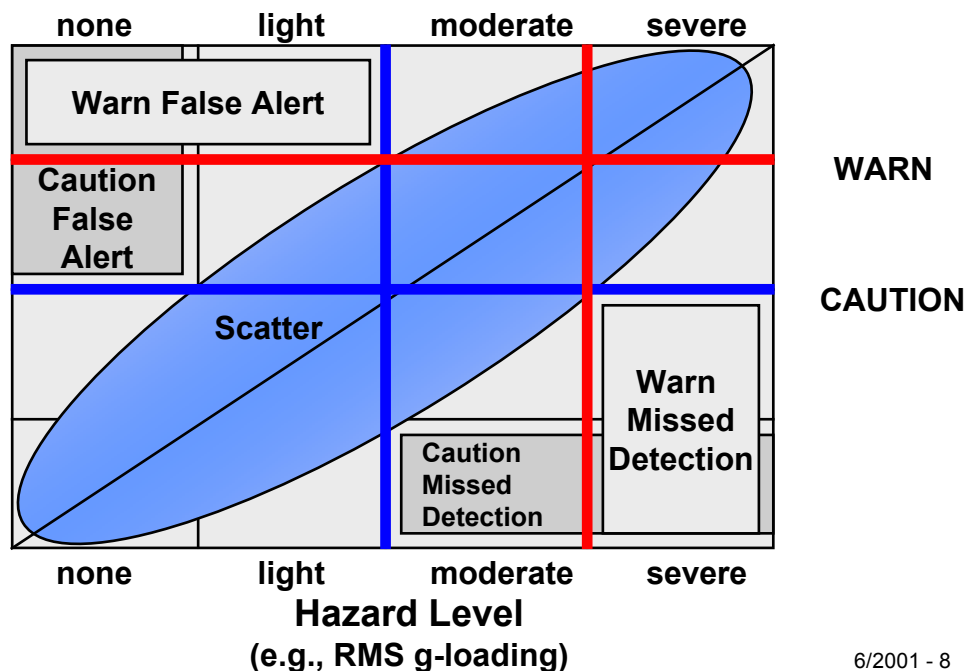 none light moderate severe
Warn False Alert
WARN
Caution
False
Alert
CAUTION
Scatter
Warn
Missed
Detection
Caution
Missed
Detection
none light moderate severe
Hazard Level
(e.g., RMS g-loading)
6/2001 - 8